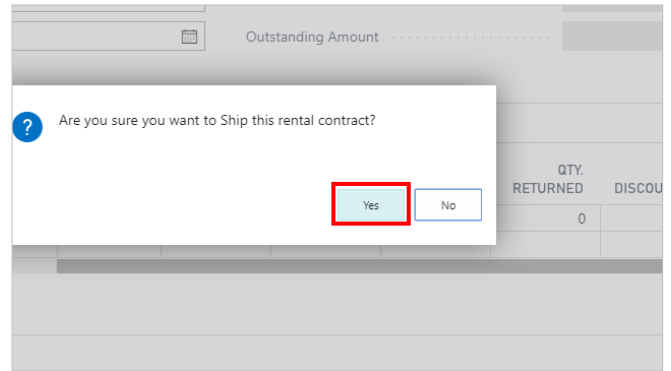 Outstanding Amount
Are you sure you want to Ship this rental contract?
?
Yes
No
QTY.
RETURNED
DISCOU
0